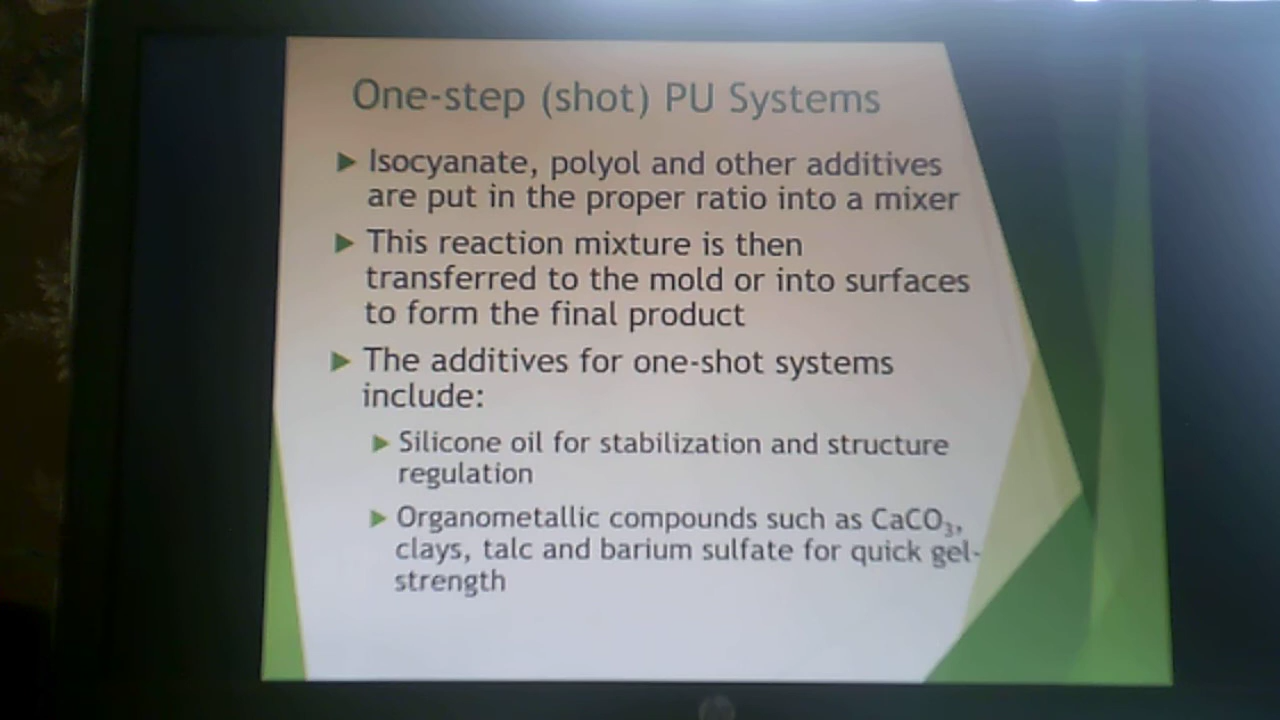 One-step (shot) PU Systems
Isocyanate, polyol and other additives
are put in the proper ratio into a mixer
This reaction mixture is then
transferred to the mold or into surfaces
to form the final product
The additives for one-shot systems
include:
Silicone oil for stabilization and structure
regulation
Organometallic compounds such as CaCO₃,
clays, talc and barium sulfate for quick gel-
strength